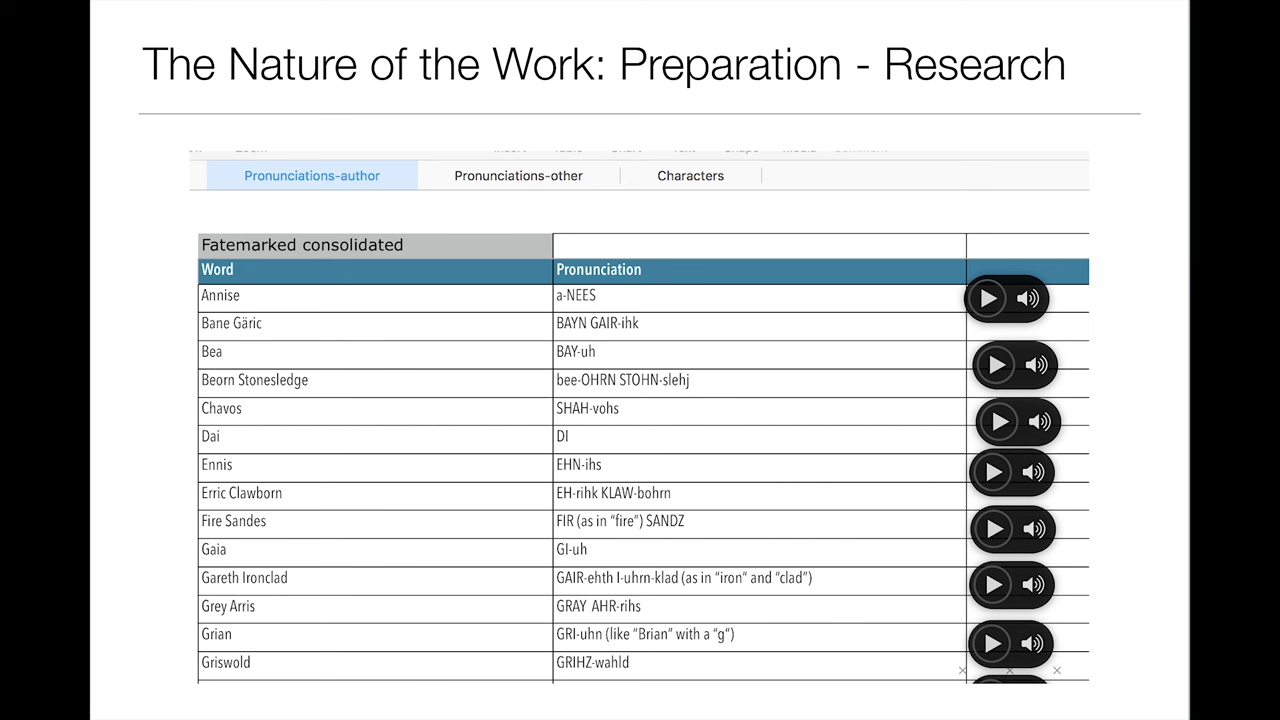 The Nature of the Work: Preparation - Research
Pronunciations-author Pronunciations-other Characters
Fatemarked consolidated
Word Pronunciation
Annise a-NEES
Bane Gäric BAYN GAIR-ihk
Bea BAY-uh
Beorn Stonesledge bee-OHRN STOHN-slehj
Chavos SHAH-vohs
Dai DI
Ennis EHN-ihs
Erric Clawborn EH-rihk KLAW-bohrn
Fire Sandes FIR (as in “fire”) SANDZ
Gaia GI-uh
Gareth Ironclad GAIR-ehth I-uhrn-klad (as in “iron” and “clad”)
Grey Arris GRAY AHR-rihs
Grian GRI-uhn (like “Brian” with a “g”)
Griswold GRIHZ-wahld